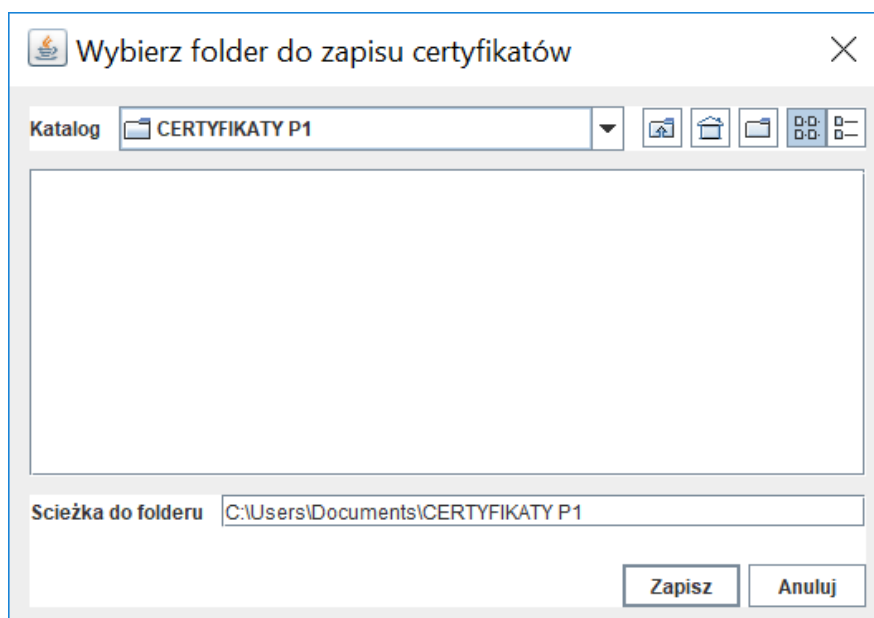 Wybierz folder do zapisu certyfikatów
Katalog CERTYFIKATY P1
Scieżka do folderu C:\Users\Documents\CERTYFIKATY P1
Zapisz Anuluj